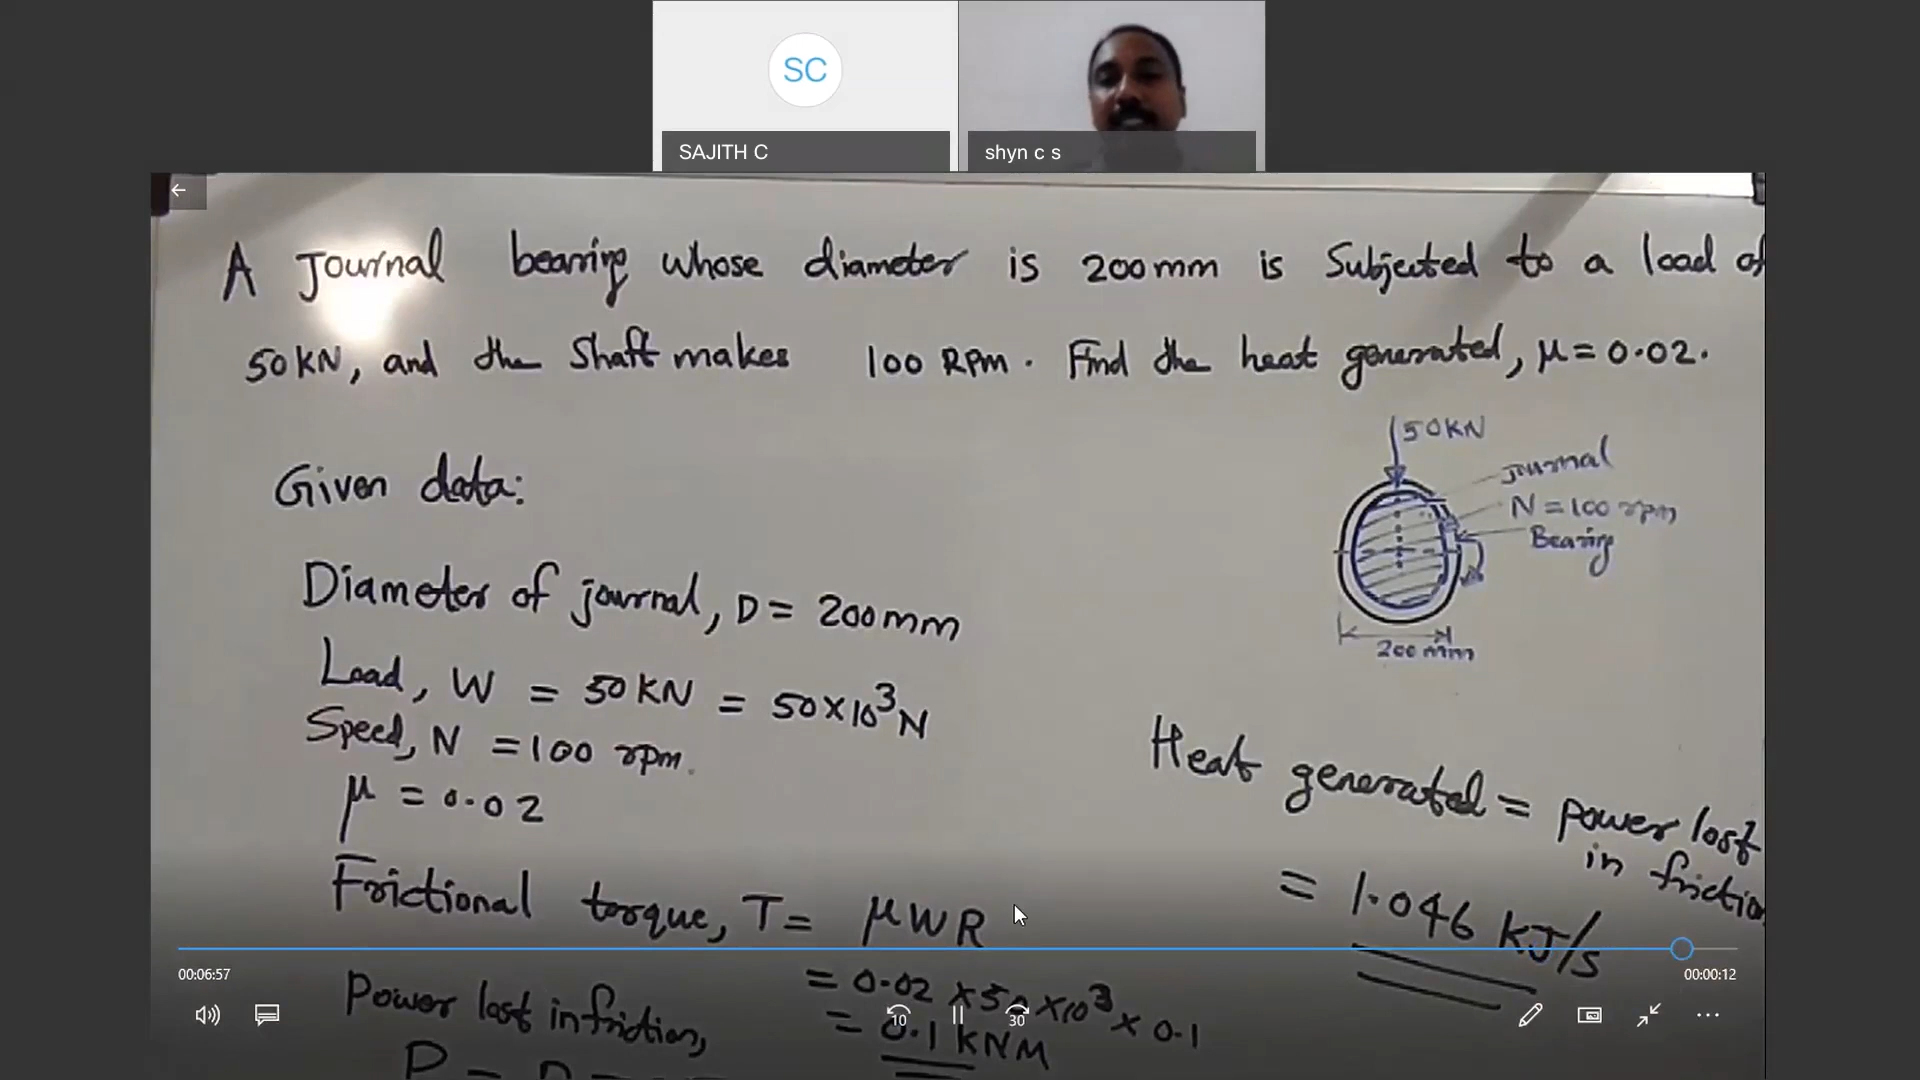 SC
SAJITH C
shyn c s
A Journal bearing whose diameter is 200mm is Subjected to a load of
50KN, and the Shaft makes 100 RPm. Find the heat generated, μ = 0.02.
50KN
Journal
N = 100 rpm
Bearing
200 mm
Given data:
Diameter of journal, D = 200mm
Load, W = 50 KN = 50×10³ N
Speed, N = 100 rpm.
μ = 0.02
Frictional torque, T = μWR
= 0.02 × 50 ×10³ × 0.1
= 0.1 KNM
Power lost in friction,
P =
Heat generated = power lost
in friction
= 1.046 KJ/s
00:06:57
00:00:12
10
30